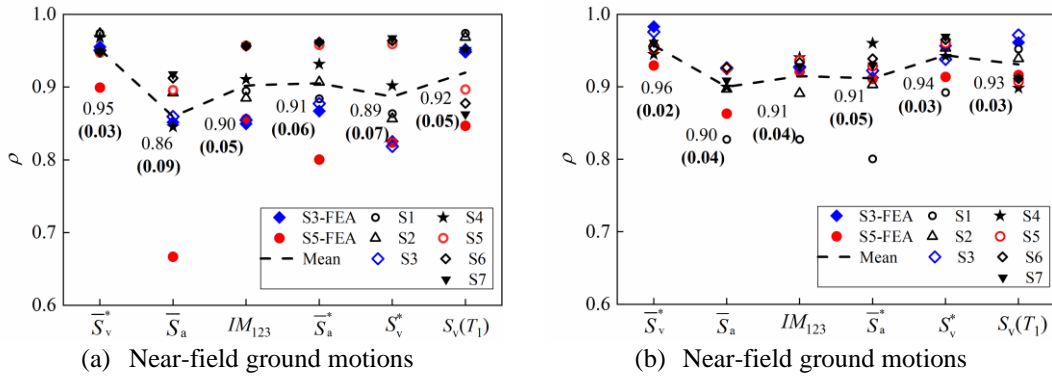 (a)
1.0
0.9
0.8
0.7
0.6
ρ
0.95
(0.03)
0.86
(0.09)
0.90
(0.05)
0.91
(0.06)
0.89
(0.07)
0.92
(0.05)
S3-FEA S1 S4
S5-FEA S2 S5
Mean S3 S6
S7
S̅v* S̅a IM123 S̅a* Sv* Sv(T1)
(a) Near-field ground motions
(b)
1.0
0.9
0.8
0.7
0.6
ρ
0.96
(0.02)
0.90
(0.04)
0.91
(0.04)
0.91
(0.05)
0.94
(0.03)
0.93
(0.03)
S3-FEA S1 S4
S5-FEA S2 S5
Mean S3 S6
S7
S̅v* S̅a IM123 S̅a* Sv* Sv(T1)
(b) Near-field ground motions